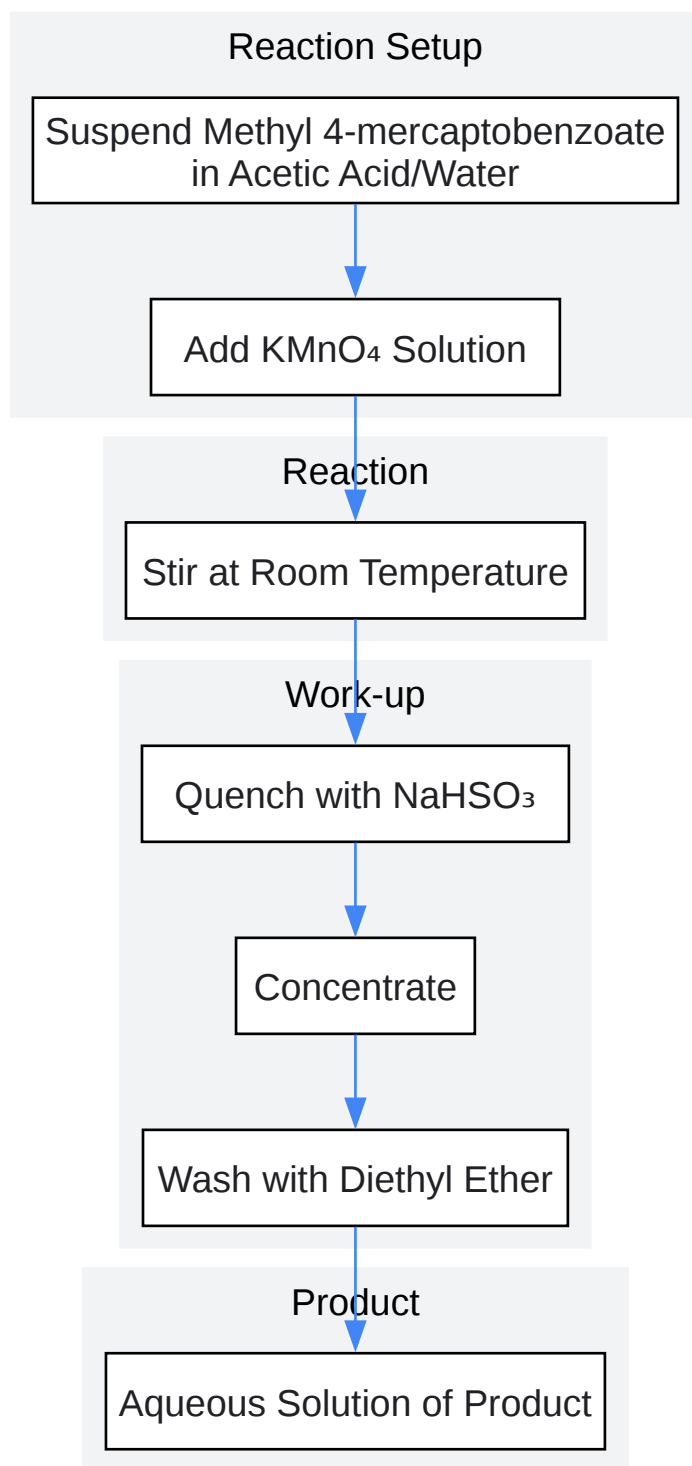 Reaction Setup
Suspend Methyl 4-mercaptobenzoate
in Acetic Acid/Water
Add KMnO₄ Solution
Reaction
Stir at Room Temperature
Work-up
Quench with NaHSO₃
Concentrate
Wash with Diethyl Ether
Product
Aqueous Solution of Product